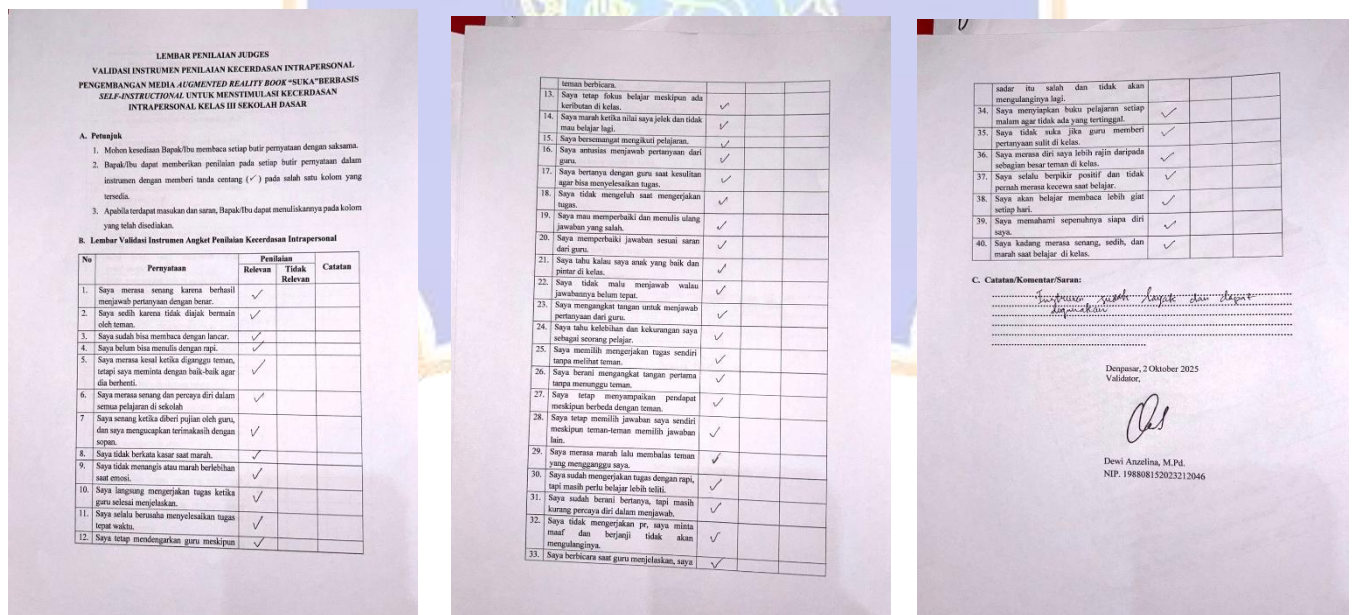 LEMBAR PENILAIAN JUDGES
VALIDASI INSTRUMEN PENILAIAN KECERDASAN INTRAPERSONAL
PENGEMBANGAN MEDIA AUGMENTED REALITY BOOK "SUKA"BERBASIS
SELF-INSTRUCTIONAL UNTUK MENSTIMULASI KECERDASAN
INTRAPERSONAL KELAS III SEKOLAH DASAR
A. Petunjuk
1. Mohon kesediaan Bapak/Ibu membaca setiap butir pernyataan dengan saksama.
2. Bapak/Ibu dapat memberikan penilaian pada setiap butir pernyataan dalam
instrumen dengan memberi tanda centang (✓) pada salah satu kolom yang
tersedia.
3. Apabila terdapat masukan dan saran, Bapak/Ibu dapat menuliskannya pada kolom
yang telah disediakan.
B. Lembar Validasi Instrumen Angket Penilaian Kecerdasan Intrapersonal
No Pernyataan Penilaian Catatan
Relevan Tidak
Relevan
1. Saya merasa senang karena berhasil
menjawab pertanyaan dengan benar. ✓
2. Saya sedih karena tidak diajak bermain
oleh teman. ✓
3. Saya sudah bisa membaca dengan lancar. ✓
4. Saya belum bisa menulis dengan rapi. ✓
5. Saya merasa kesal ketika diganggu teman,
tetapi saya meminta dengan baik-baik agar
dia berhenti. ✓
6. Saya merasa senang dan percaya diri dalam
semua pelajaran di sekolah ✓
7 Saya senang ketika diberi pujian oleh guru,
dan saya mengucapkan terimakasih dengan
sopan. ✓
8. Saya tidak berkata kasar saat marah. ✓
9. Saya tidak menangis atau marah berlebihan
saat emosi. ✓
10. Saya langsung mengerjakan tugas ketika
guru selesai menjelaskan. ✓
11. Saya selalu berusaha menyelesaikan tugas
tepat waktu. ✓
12. Saya tetap mendengarkan guru meskipun ✓
teman berbicara.
13. Saya tetap fokus belajar meskipun ada
keributan di kelas. ✓
14. Saya marah ketika nilai saya jelek dan tidak
mau belajar lagi. ✓
15. Saya bersemangat mengikuti pelajaran. ✓
16. Saya antusias menjawab pertanyaan dari
guru. ✓
17. Saya bertanya dengan guru saat kesulitan
agar bisa menyelesaikan tugas. ✓
18. Saya tidak mengeluh saat mengerjakan
tugas. ✓
19. Saya mau memperbaiki dan menulis ulang
jawaban yang salah. ✓
20. Saya memperbaiki jawaban sesuai saran
dari guru. ✓
21. Saya tahu kalau saya anak yang baik dan
pintar di kelas. ✓
22. Saya tidak malu menjawab walau
jawabannya belum tepat. ✓
23. Saya mengangkat tangan untuk menjawab
pertanyaan dari guru. ✓
24. Saya tahu kelebihan dan kekurangan saya
sebagai seorang pelajar. ✓
25. Saya memilih mengerjakan tugas sendiri
tanpa melihat teman. ✓
26. Saya berani mengangkat tangan pertama
tanpa menunggu teman. ✓
27. Saya tetap menyampaikan pendapat
meskipun berbeda dengan teman. ✓
28. Saya tetap memilih jawaban saya sendiri
meskipun teman-teman memilih jawaban
lain. ✓
29. Saya merasa marah lalu membalas teman
yang mengganggu saya. ✓
30. Saya sudah mengerjakan tugas dengan rapi,
tapi masih perlu belajar lebih teliti. ✓
31. Saya sudah berani bertanya, tapi masih
kurang percaya diri dalam menjawab. ✓
32. Saya tidak mengerjakan pr, saya minta
maaf dan berjanji tidak akan
mengulanginya. ✓
33. Saya berbicara saat guru menjelaskan, saya ✓
sadar itu salah dan tidak akan
mengulanginya lagi.
34. Saya menyiapkan buku pelajaran setiap
malam agar tidak ada yang tertinggal. ✓
35. Saya tidak suka jika guru memberi
pertanyaan sulit di kelas. ✓
36. Saya merasa diri saya lebih rajin daripada
sebagian besar teman di kelas. ✓
37. Saya selalu berpikir positif dan tidak
pernah merasa kecewa saat belajar. ✓
38. Saya akan belajar membaca lebih giat
setiap hari. ✓
39. Saya memahami sepenuhnya siapa diri
saya. ✓
40. Saya kadang merasa senang, sedih, dan
marah saat belajar di kelas. ✓
C. Catatan/Komentar/Saran:
Instrumen sudah layak dan dapat
digunakan
Denpasar, 2 Oktober 2025
Validator,
Dewi Anzelina, M.Pd.
NIP. 198808152023212046